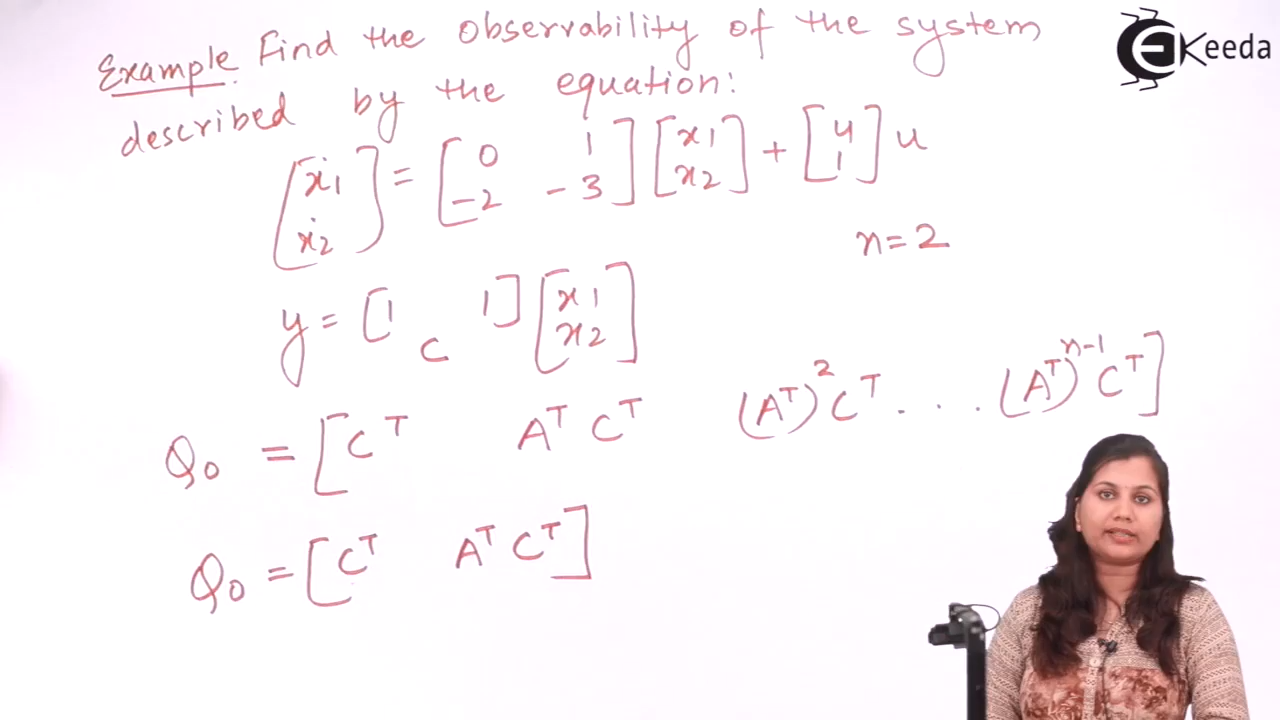 Example. Find the observability of the system
described by the equation:
[ẋ1 ẋ2] = [0 1 -2 -3] [x1 x2] + [4 1] u
n=2
y = [1 1] [x1 x2]
C
Q0 = [C^T A^T C^T (A^T)^2 C^T . . . . (A^T)^n-1 C^T]
Q0 = [C^T A^T C^T]
EKeeda